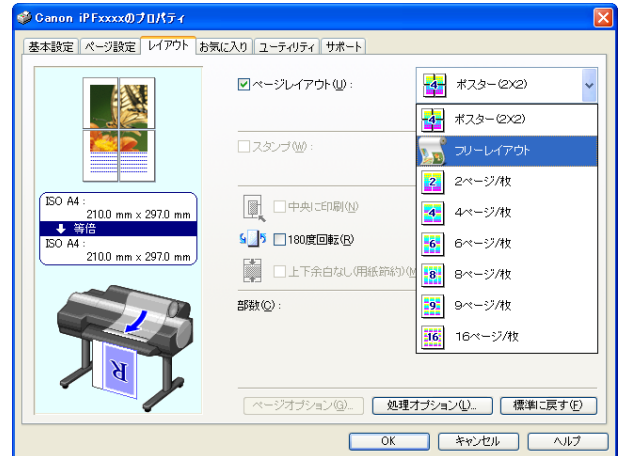 Canon iPFxxxxのプロパティ
基本設定 ページ設定 レイアウト お気に入り ユーティリティ サポート
ページレイアウト(U) :
ポスター(2X2)
ポスター(2X2)
フリーレイアウト
2ページ/枚
4ページ/枚
6ページ/枚
8ページ/枚
9ページ/枚
16ページ/枚
スタンプ(W) :
ISO A4 :
210.0 mm x 297.0 mm
等倍
ISO A4 :
210.0 mm x 297.0 mm
中央に印刷(N)
180度回転(R)
上下余白なし(用紙節約)(M
部数(C) :
R
ページオプション(G)... 処理オプション(L)... 標準に戻す(F)
OK キャンセル ヘルプ